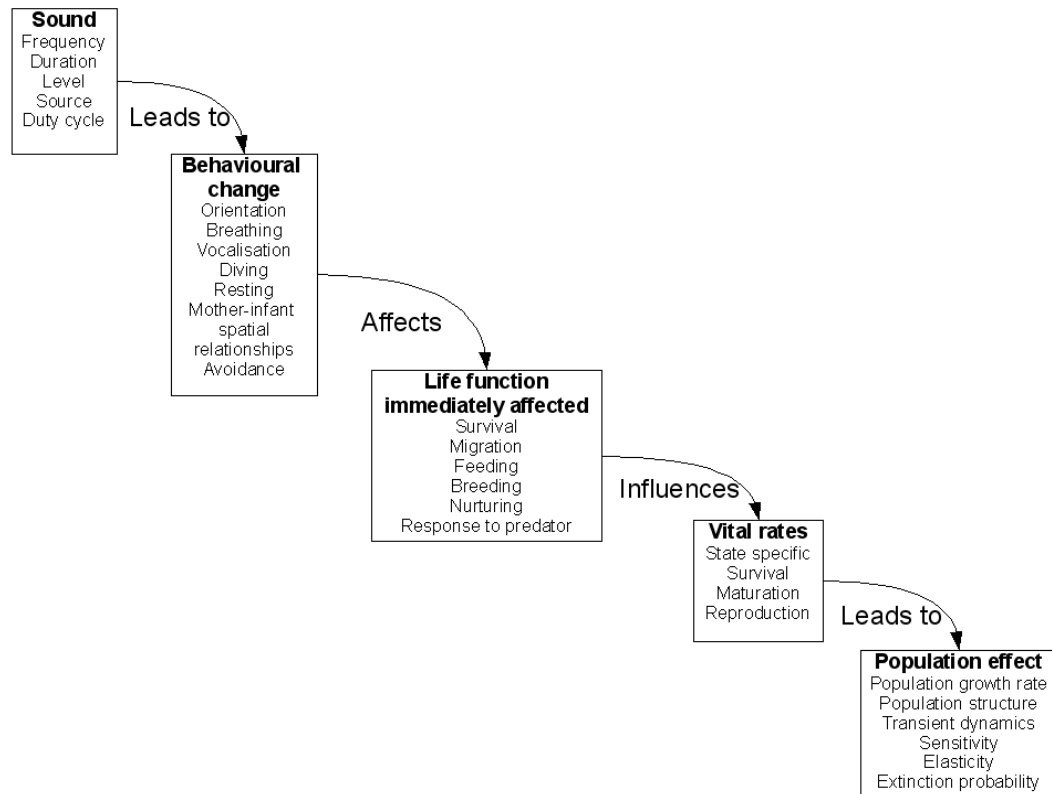 Sound
Frequency
Duration
Level
Source
Duty cycle
Leads to
Behavioural
change
Orientation
Breathing
Vocalisation
Diving
Resting
Mother-infant
spatial
relationships
Avoidance
Affects
Life function
immediately affected
Survival
Migration
Feeding
Breeding
Nurturing
Response to predator
Influences
Vital rates
State specific
Survival
Maturation
Reproduction
Leads to
Population effect
Population growth rate
Population structure
Transient dynamics
Sensitivity
Elasticity
Extinction probability